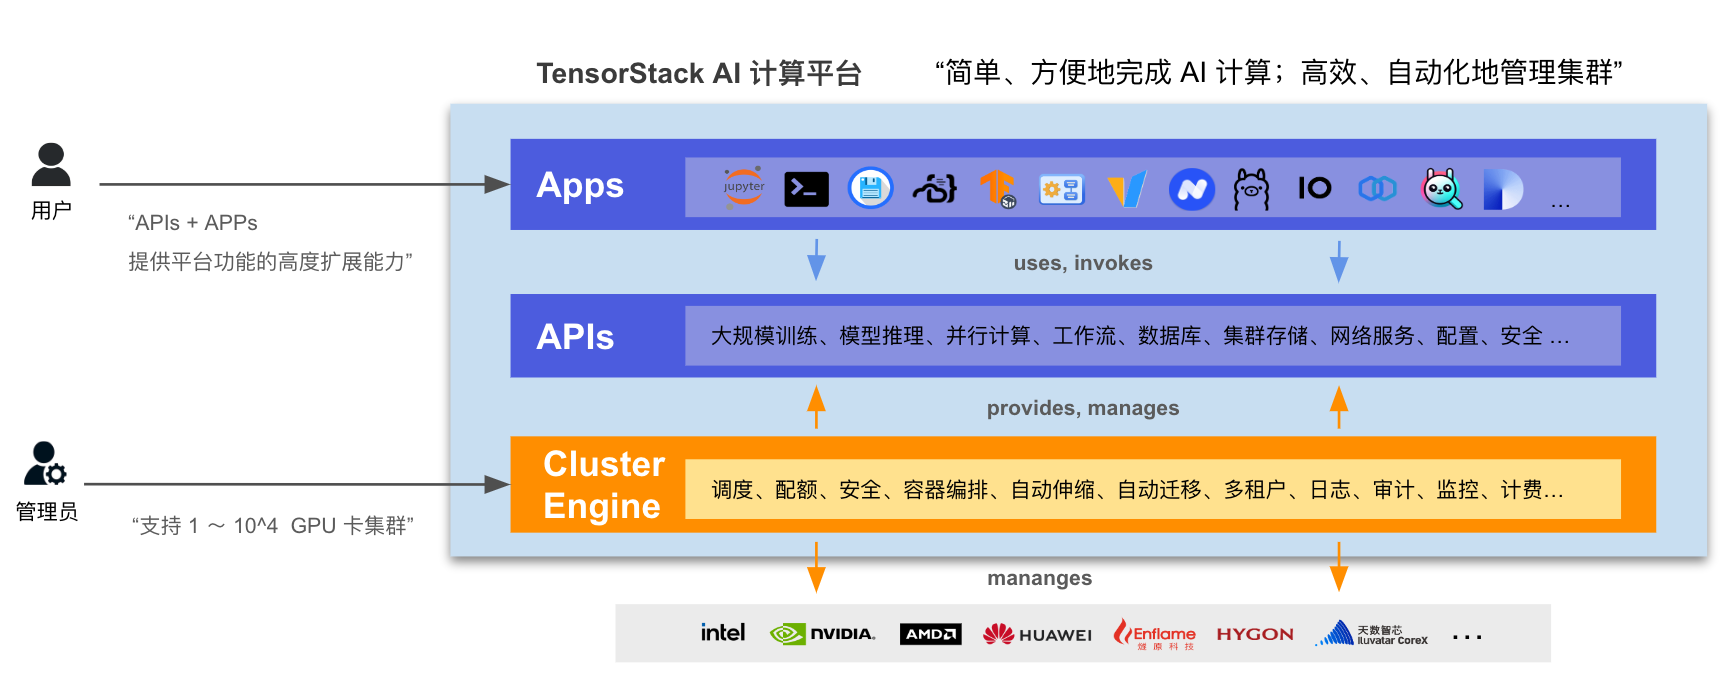 TensorStack AI 计算平台
“简单、方便地完成 AI 计算；高效、自动化地管理集群”
用户
“APIs + APPs
提供平台功能的高度扩展能力”
Apps
jupyter
IO
...
uses, invokes
APIs
大规模训练、模型推理、并行计算、工作流、数据库、集群存储、网络服务、配置、安全 ...
provides, manages
管理员
“支持 1 ～ 10^4 GPU 卡集群”
Cluster
Engine
调度、配额、安全、容器编排、自动伸缩、自动迁移、多租户、日志、审计、监控、计费...
mananges
intel
NVIDIA.
AMD
HUAWEI
Enflame
燧原科技
HYGON
天数智芯
Iluvatar CoreX
...